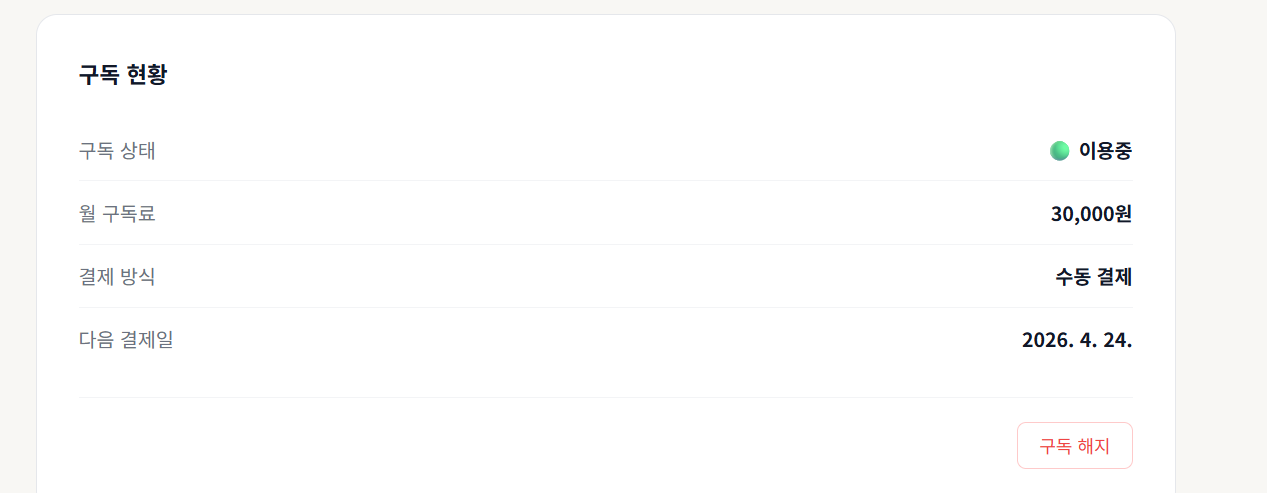 구독 현황
구독 상태 이용중
월 구독료 30,000원
결제 방식 수동 결제
다음 결제일 2026. 4. 24.
구독 해지